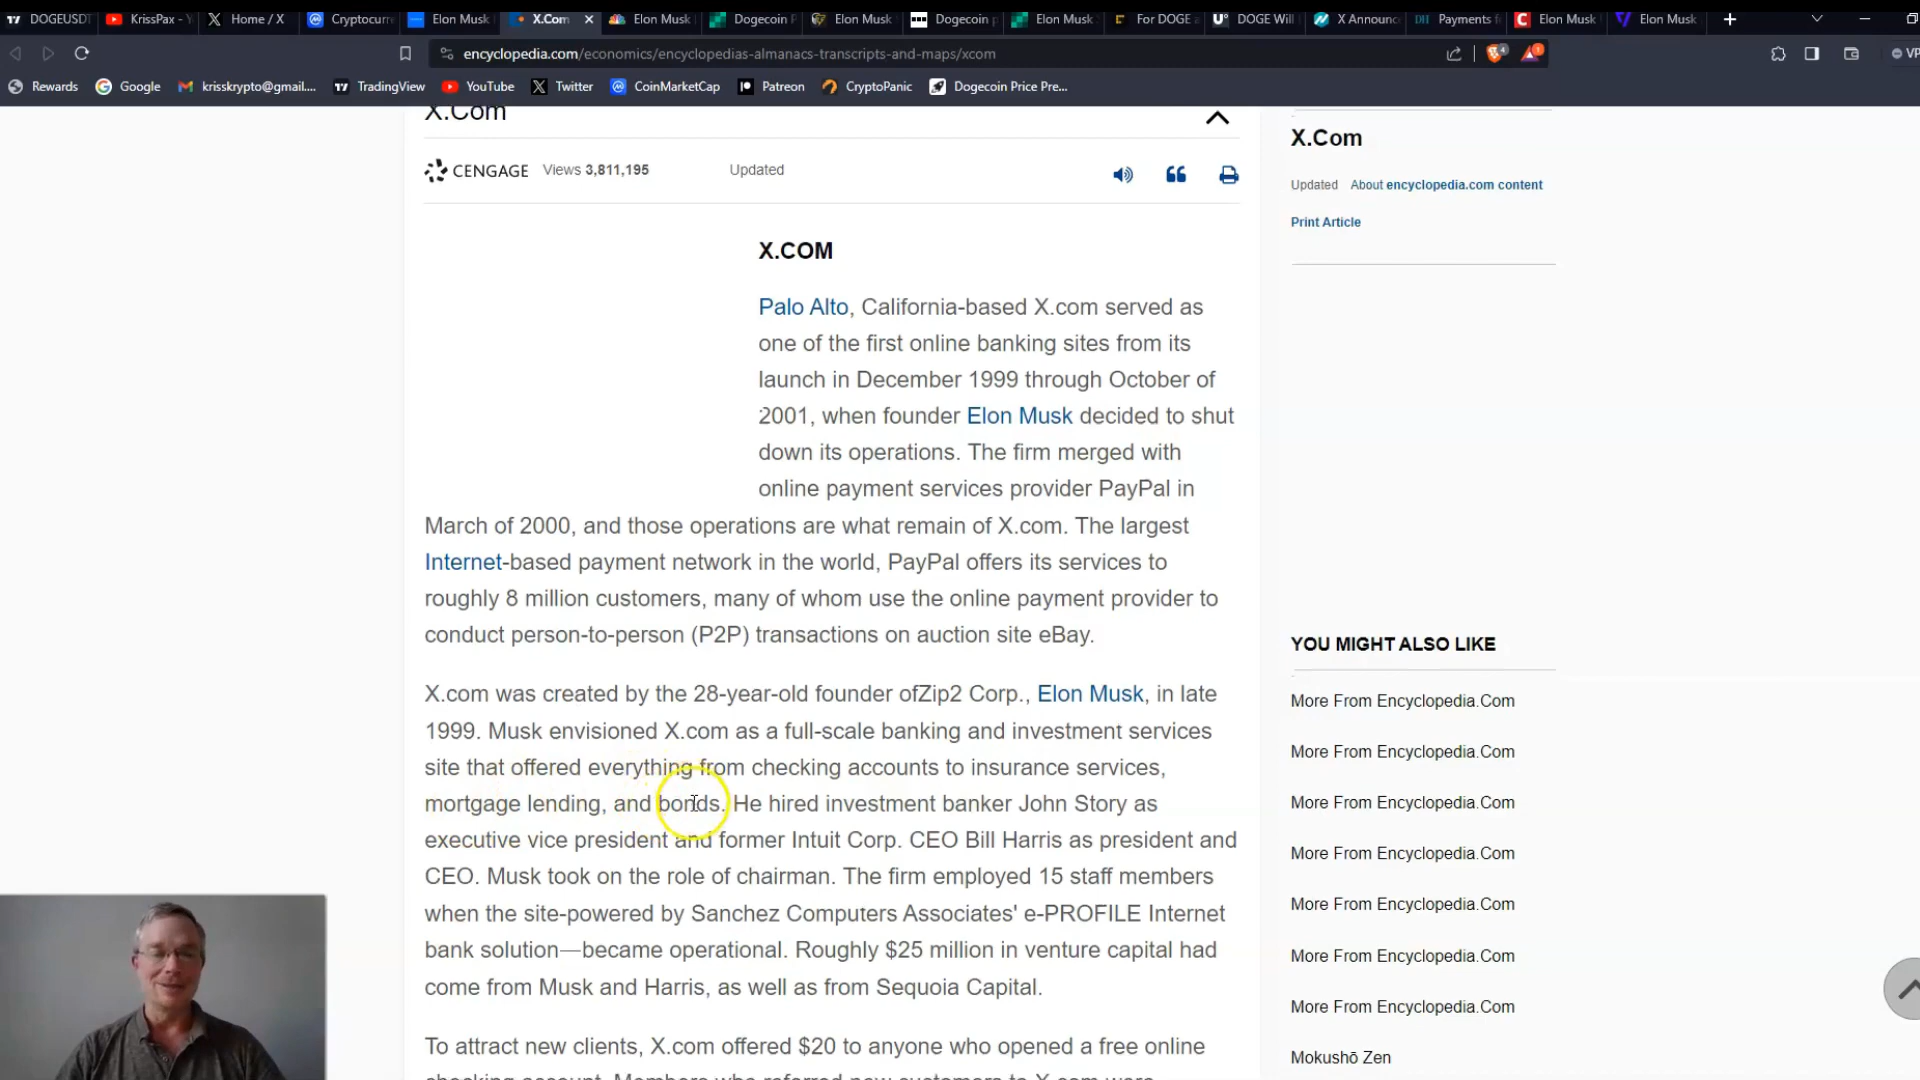 DOGEUSDT
KrissPax - Y
Home / X
Cryptocurr
Elon Musk
X.Com
Elon Musk
Dogecoin P
Elon Musk
Dogecoin p
Elon Musk
For DOGE a
DOGE Will
X Announc
Payments f
Elon Musk
Elon Musk
encyclopedia.com/economics/encyclopedias-almanacs-transcripts-and-maps/xcom
VP
Rewards
Google
krisskrypto@gmail....
TradingView
YouTube
Twitter
CoinMarketCap
Patreon
CryptoPanic
Dogecoin Price Pre...
X.Com
CENGAGE Views 3,811,195 Updated
X.COM
Palo Alto, California-based X.com served as
one of the first online banking sites from its
launch in December 1999 through October of
2001, when founder Elon Musk decided to shut
down its operations. The firm merged with
online payment services provider PayPal in
March of 2000, and those operations are what remain of X.com. The largest
Internet-based payment network in the world, PayPal offers its services to
roughly 8 million customers, many of whom use the online payment provider to
conduct person-to-person (P2P) transactions on auction site eBay.
X.com was created by the 28-year-old founder ofZip2 Corp., Elon Musk, in late
1999. Musk envisioned X.com as a full-scale banking and investment services
site that offered everything from checking accounts to insurance services,
mortgage lending, and bonds. He hired investment banker John Story as
executive vice president and former Intuit Corp. CEO Bill Harris as president and
CEO. Musk took on the role of chairman. The firm employed 15 staff members
when the site-powered by Sanchez Computers Associates' e-PROFILE Internet
bank solution—became operational. Roughly $25 million in venture capital had
come from Musk and Harris, as well as from Sequoia Capital.
To attract new clients, X.com offered $20 to anyone who opened a free online
checking account. Members who referred new customers to X.com were
X.Com
Updated About encyclopedia.com content
Print Article
YOU MIGHT ALSO LIKE
More From Encyclopedia.Com
More From Encyclopedia.Com
More From Encyclopedia.Com
More From Encyclopedia.Com
More From Encyclopedia.Com
More From Encyclopedia.Com
More From Encyclopedia.Com
Mokushō Zen